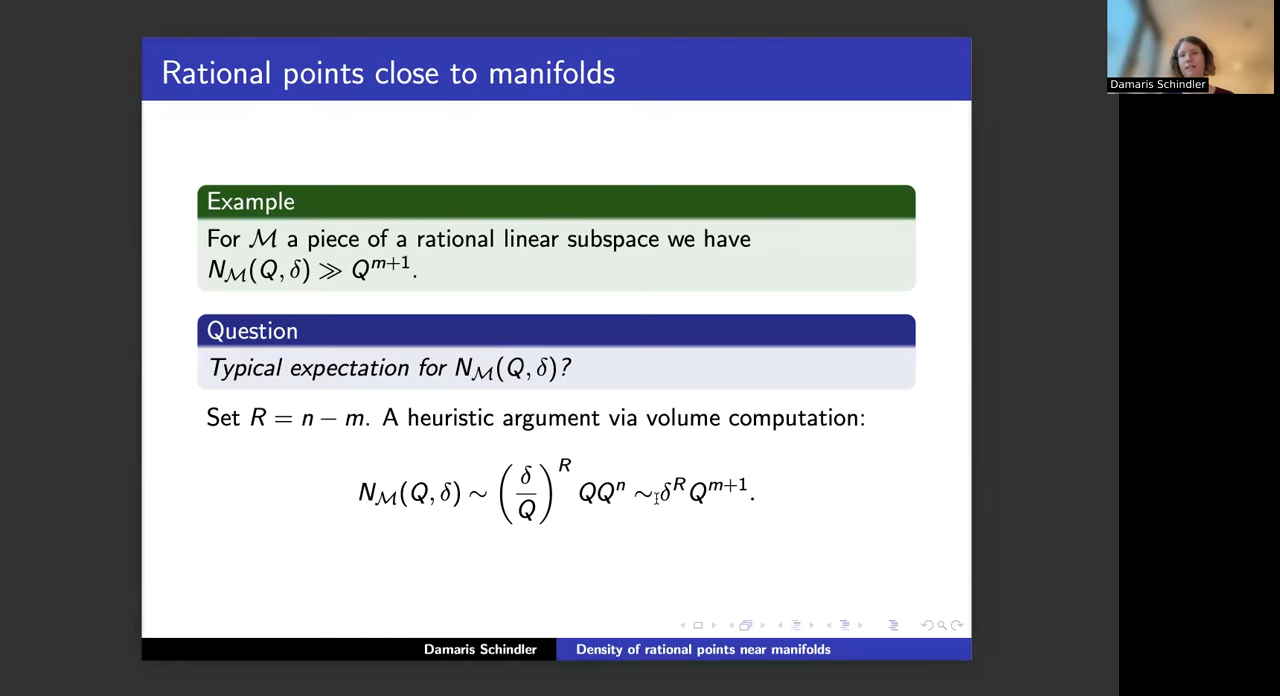 Rational points close to manifolds
Damaris Schindler
Example
For ℳ a piece of a rational linear subspace we have
N_ℳ(Q, δ) ≫ Q^{m+1}.
Question
Typical expectation for N_ℳ(Q, δ)?
Set R = n − m. A heuristic argument via volume computation:
N_ℳ(Q, δ) ∼ (δ/Q)^R QQ^n ∼ δ^R Q^{m+1}.
Damaris Schindler
Density of rational points near manifolds